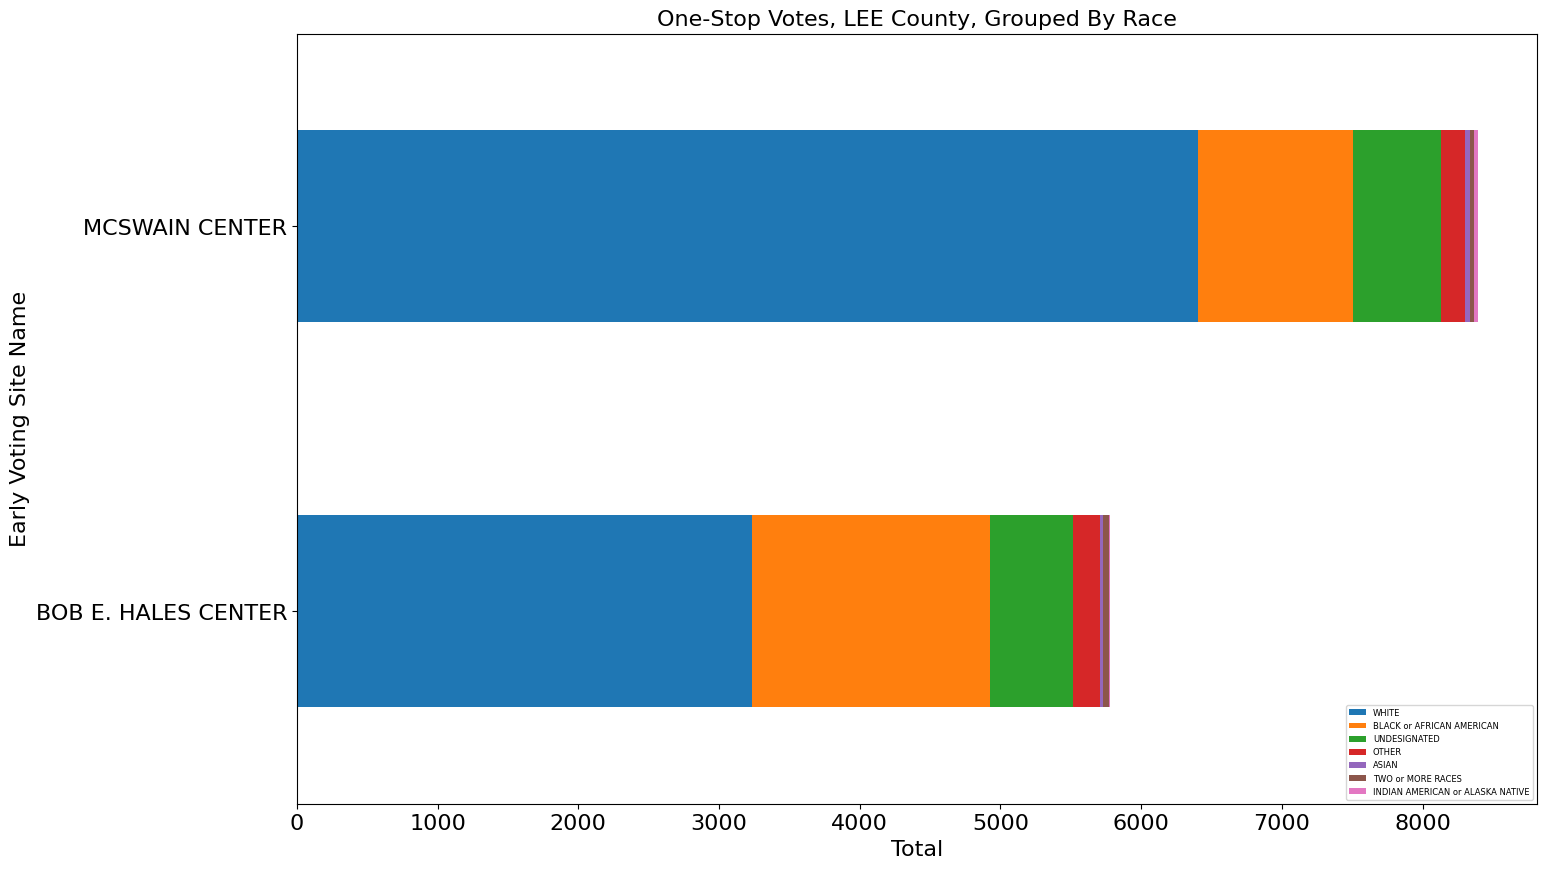 One-Stop Votes, LEE County, Grouped By Race
Early Voting Site Name
MCSWAIN CENTER
BOB E. HALES CENTER
WHITE
BLACK or AFRICAN AMERICAN
UNDESIGNATED
OTHER
ASIAN
TWO or MORE RACES
INDIAN AMERICAN or ALASKA NATIVE
0 1000 2000 3000 4000 5000 6000 7000 8000
Total